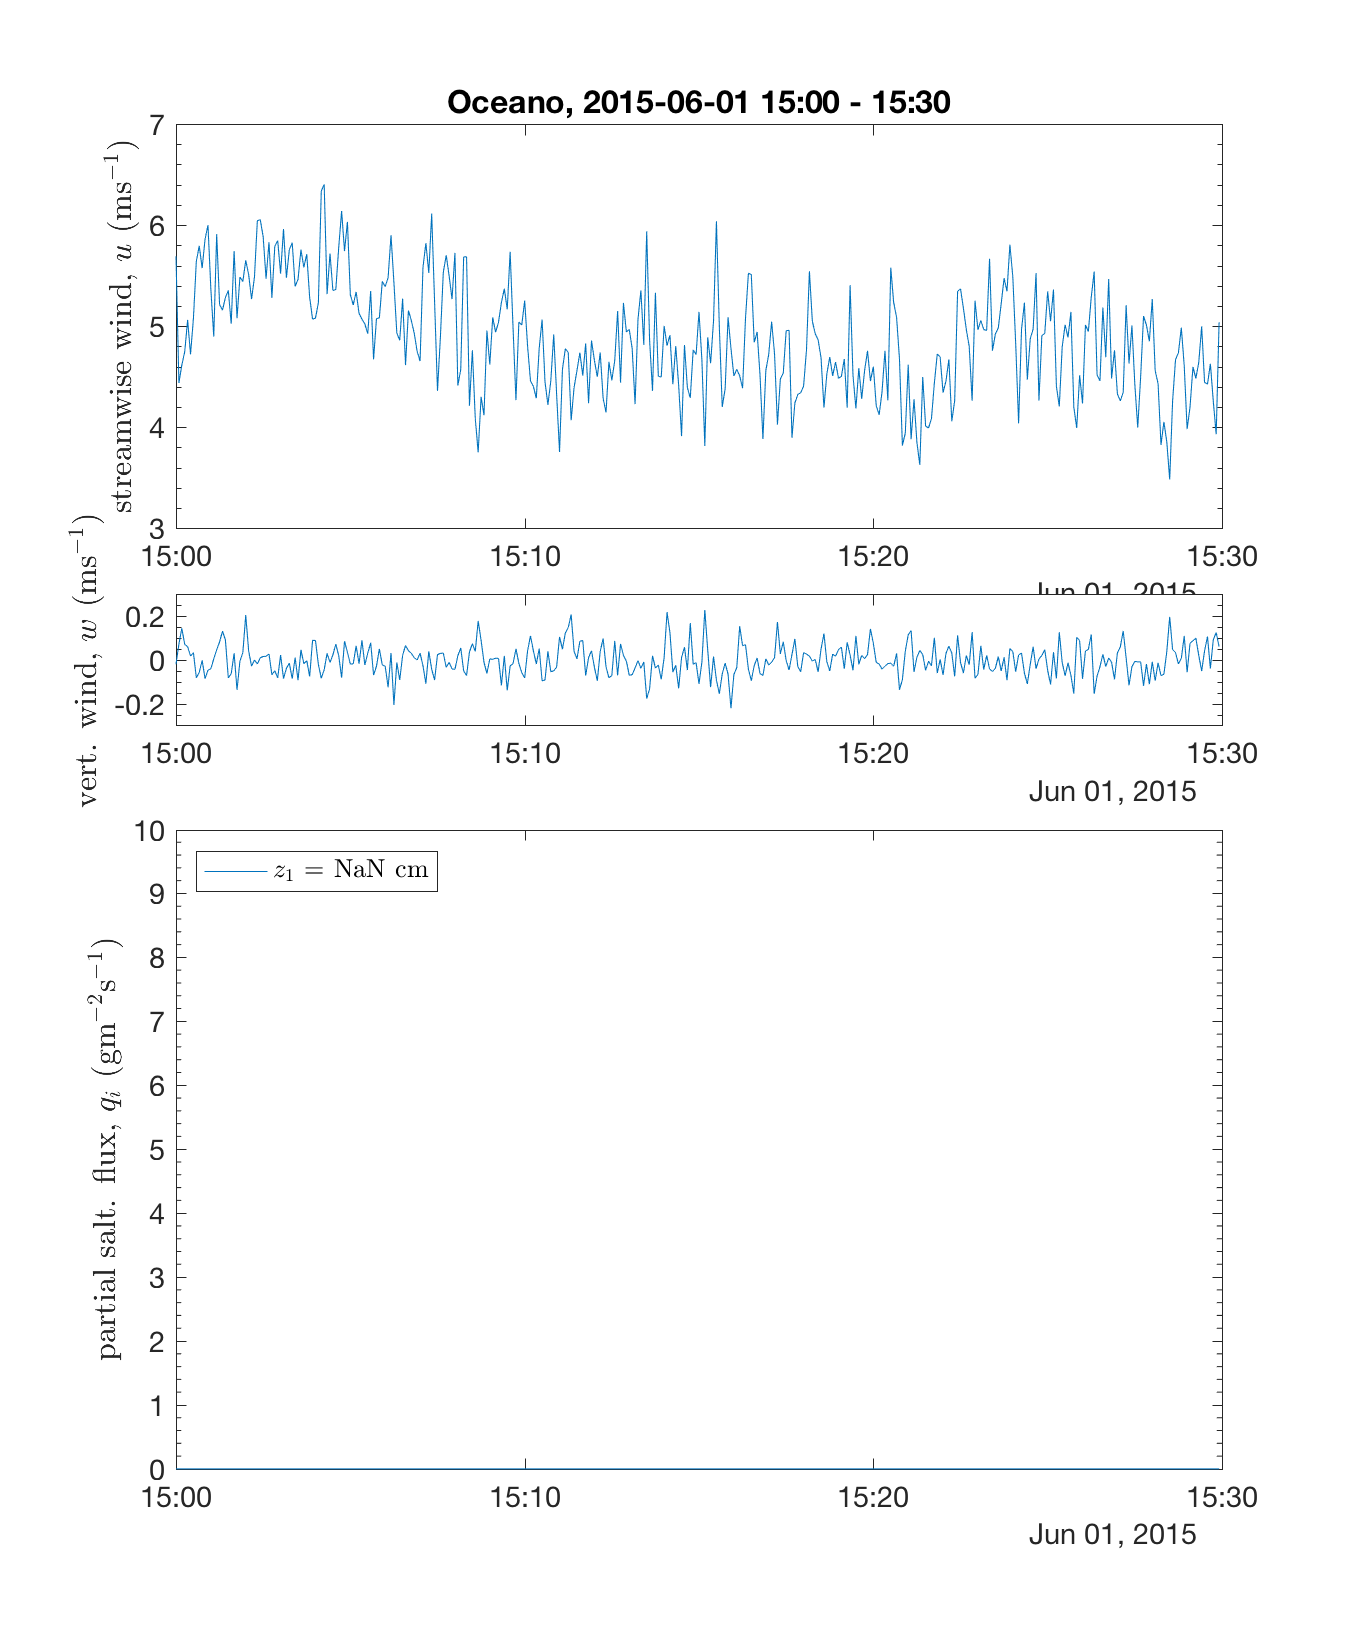 Oceano, 2015-06-01 15:00 - 15:30
streamwise wind, u (ms⁻¹)
7
6
5
4
3
15:00 15:10 15:20 15:30
Jun 01, 2015
vert. wind, w (ms⁻¹)
0.2
0
-0.2
15:00 15:10 15:20 15:30
Jun 01, 2015
partial salt. flux, qᵢ (gm⁻²s⁻¹)
10
9
8
7
6
5
4
3
2
1
0
z₁ = NaN cm
15:00 15:10 15:20 15:30
Jun 01, 2015